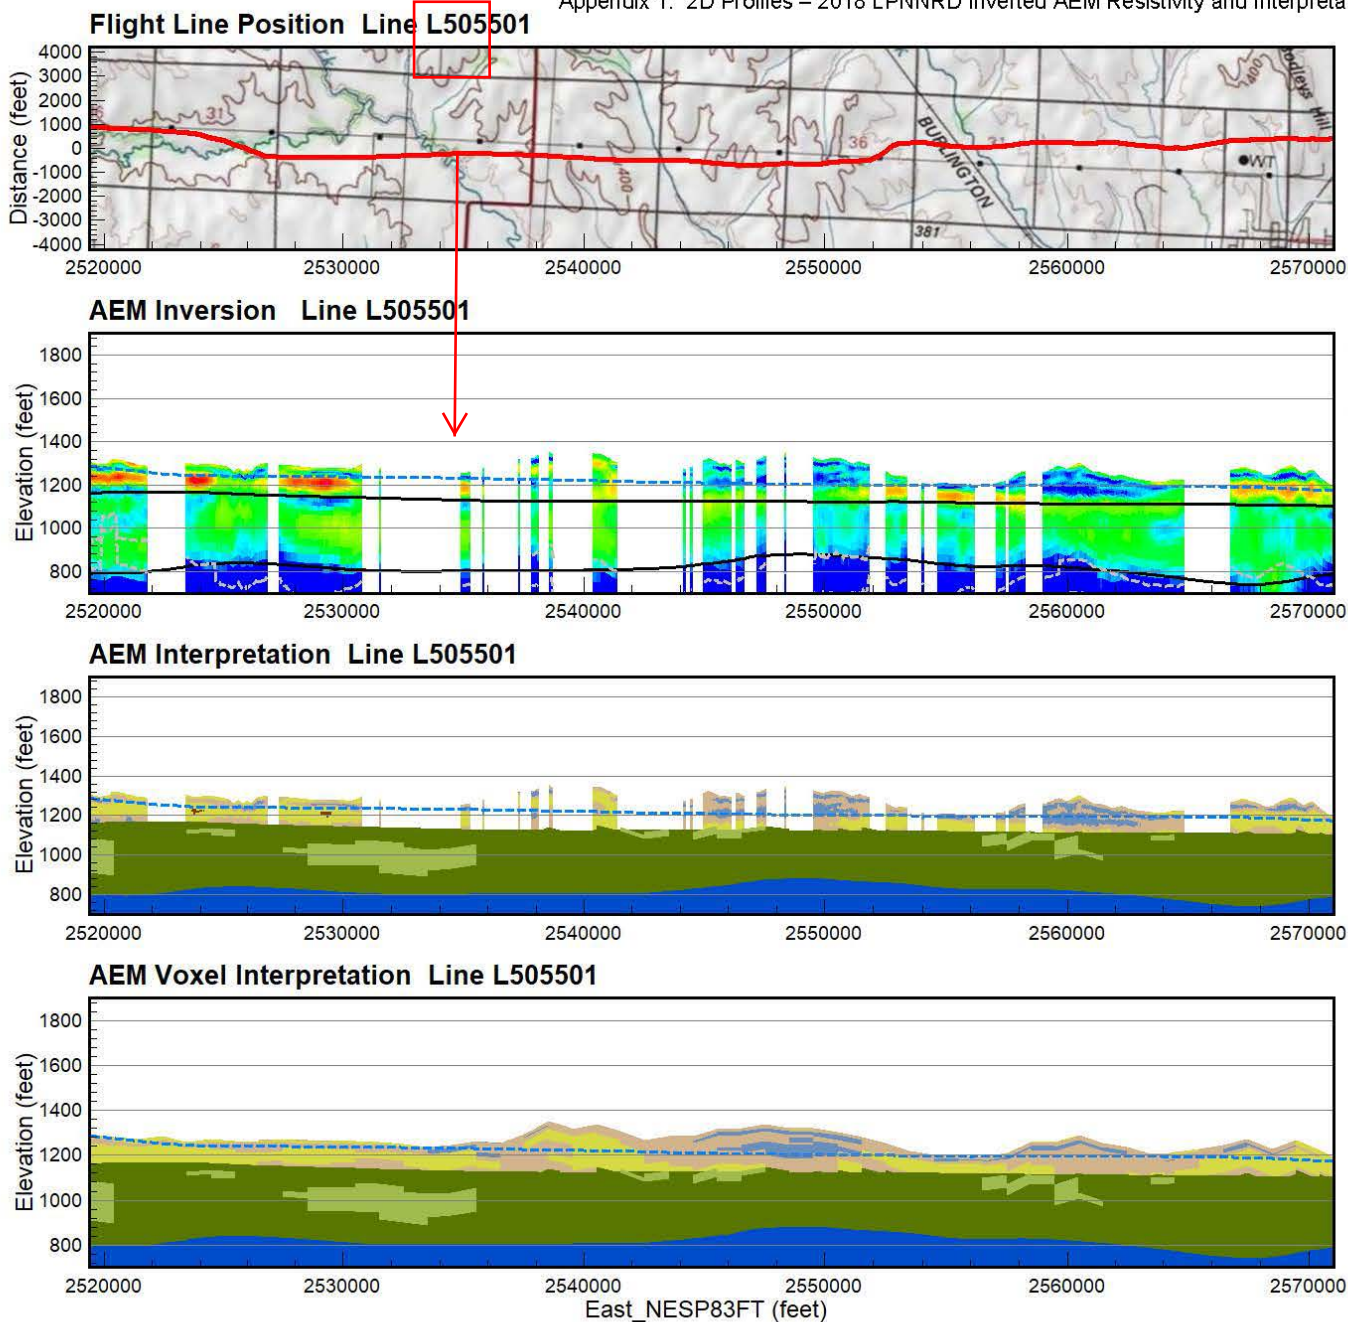 Appendix 1. 2D Profiles – 2018 LPNNRD Inverted AEM Resistivity and Interpreta
Flight Line Position Line L505501
Distance (feet)
4000
3000
2000
1000
0
-1000
-2000
-3000
-4000
31
400
BURLINGTON
36
31
381
400
Hill
WT
2520000 2530000 2540000 2550000 2560000 2570000
AEM Inversion Line L505501
Elevation (feet)
1800
1600
1400
1200
1000
800
2520000 2530000 2540000 2550000 2560000 2570000
AEM Interpretation Line L505501
Elevation (feet)
1800
1600
1400
1200
1000
800
2520000 2530000 2540000 2550000 2560000 2570000
AEM Voxel Interpretation Line L505501
Elevation (feet)
1800
1600
1400
1200
1000
800
2520000 2530000 2540000 2550000 2560000 2570000
East_NESP83FT (feet)